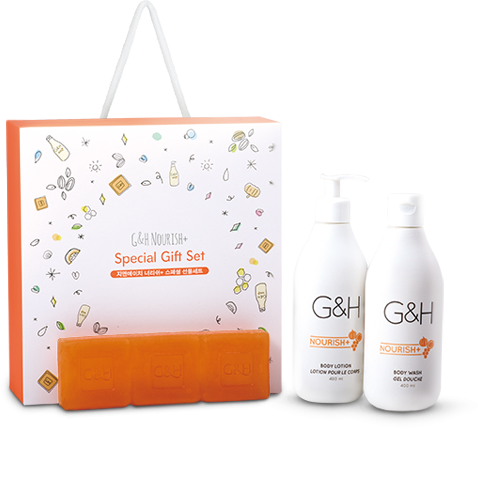 G&H NOURISH+
Special Gift Set
지앤에이치 너리쉬+ 스페셜 선물세트
G&H
G&H
G&H
G&H
NOURISH+
BODY LOTION
LOTION POUR LE CORPS
400 ml
G&H
NOURISH+
BODY WASH
GEL DOUCHE
400 ml